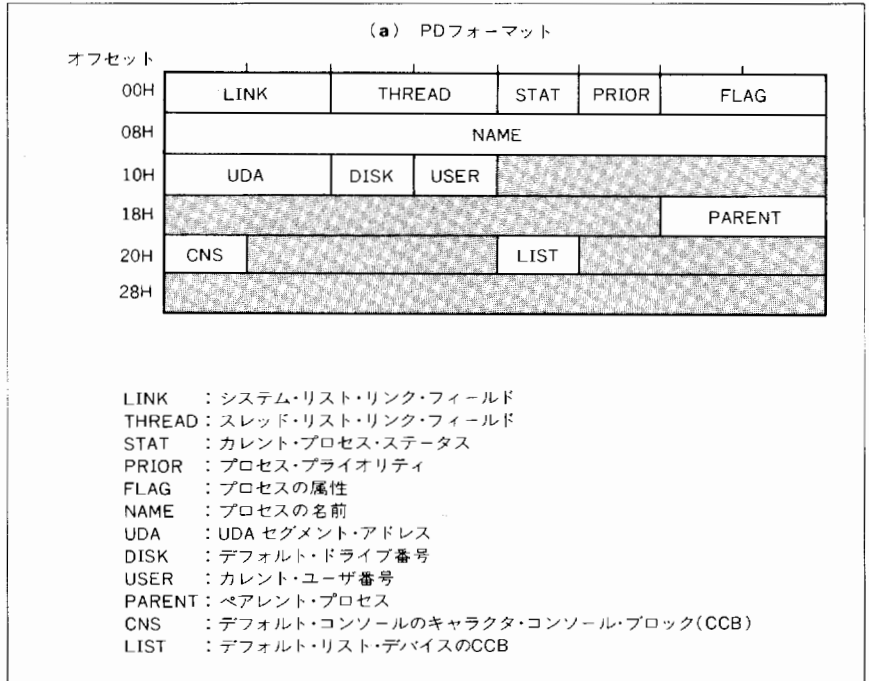 (a) PDフォーマット
オフセット
00H LINK THREAD STAT PRIOR FLAG
08H NAME
10H UDA DISK USER
18H PARENT
20H CNS LIST
28H
LINK :システム・リスト・リンク・フィールド
THREAD:スレッド・リスト・リンク・フィールド
STAT :カレント・プロセス・ステータス
PRIOR :プロセス・プライオリティ
FLAG :プロセスの属性
NAME :プロセスの名前
UDA :UDA セグメント・アドレス
DISK :デフォルト・ドライブ番号
USER :カレント・ユーザ番号
PARENT:ペアレント・プロセス
CNS :デフォルト・コンソールのキャラクタ・コンソール・ブロック(CCB)
LIST :デフォルト・リスト・デバイスのCCB